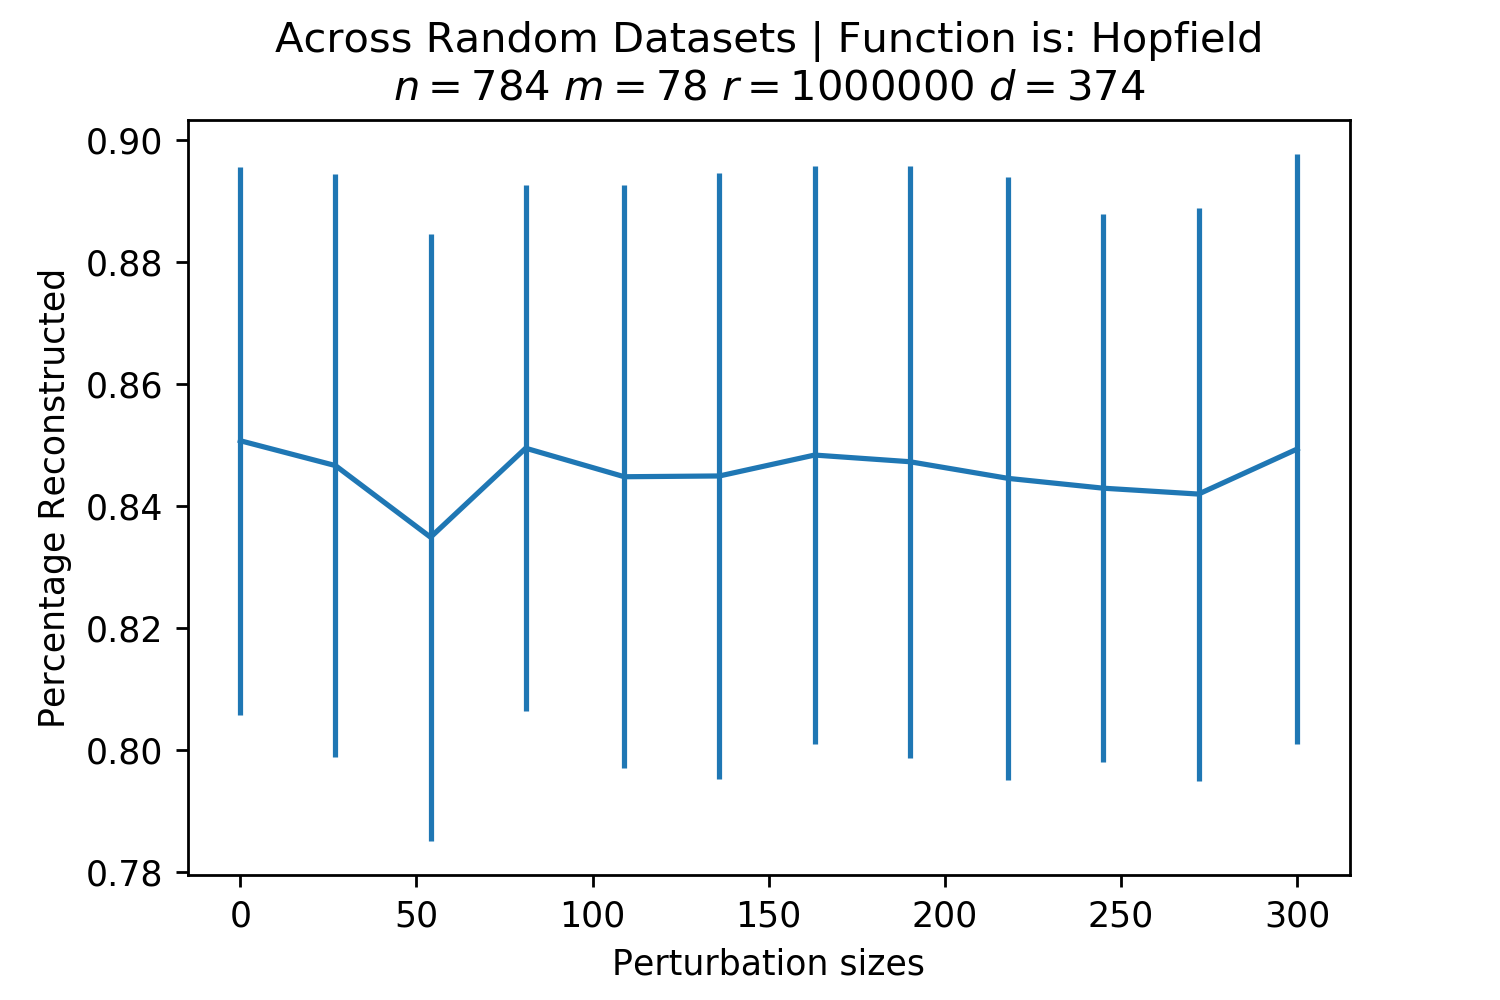 Across Random Datasets | Function is: Hopfield
n = 784 m = 78 r = 1000000 d = 374
Percentage Reconstructed
0.90
0.88
0.86
0.84
0.82
0.80
0.78
0 50 100 150 200 250 300
Perturbation sizes